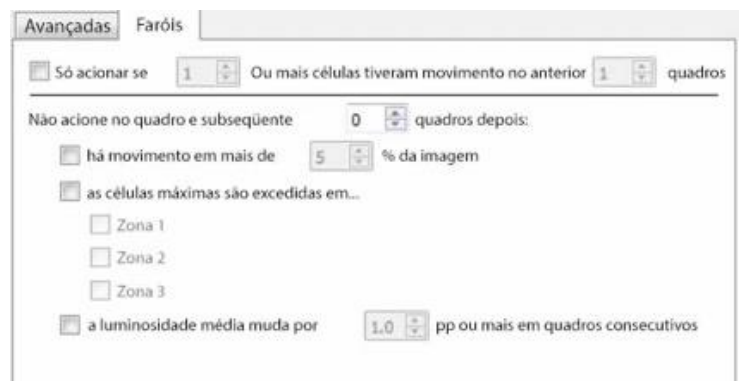 Avançadas Faróis
Só acionar se 1 Ou mais células tiveram movimento no anterior 1 quadros
Não acione no quadro e subseqüente 0 quadros depois:
há movimento em mais de 5 % da imagem
as células máximas são excedidas em...
Zona 1
Zona 2
Zona 3
a luminosidade média muda por 1,0 pp ou mais em quadros consecutivos